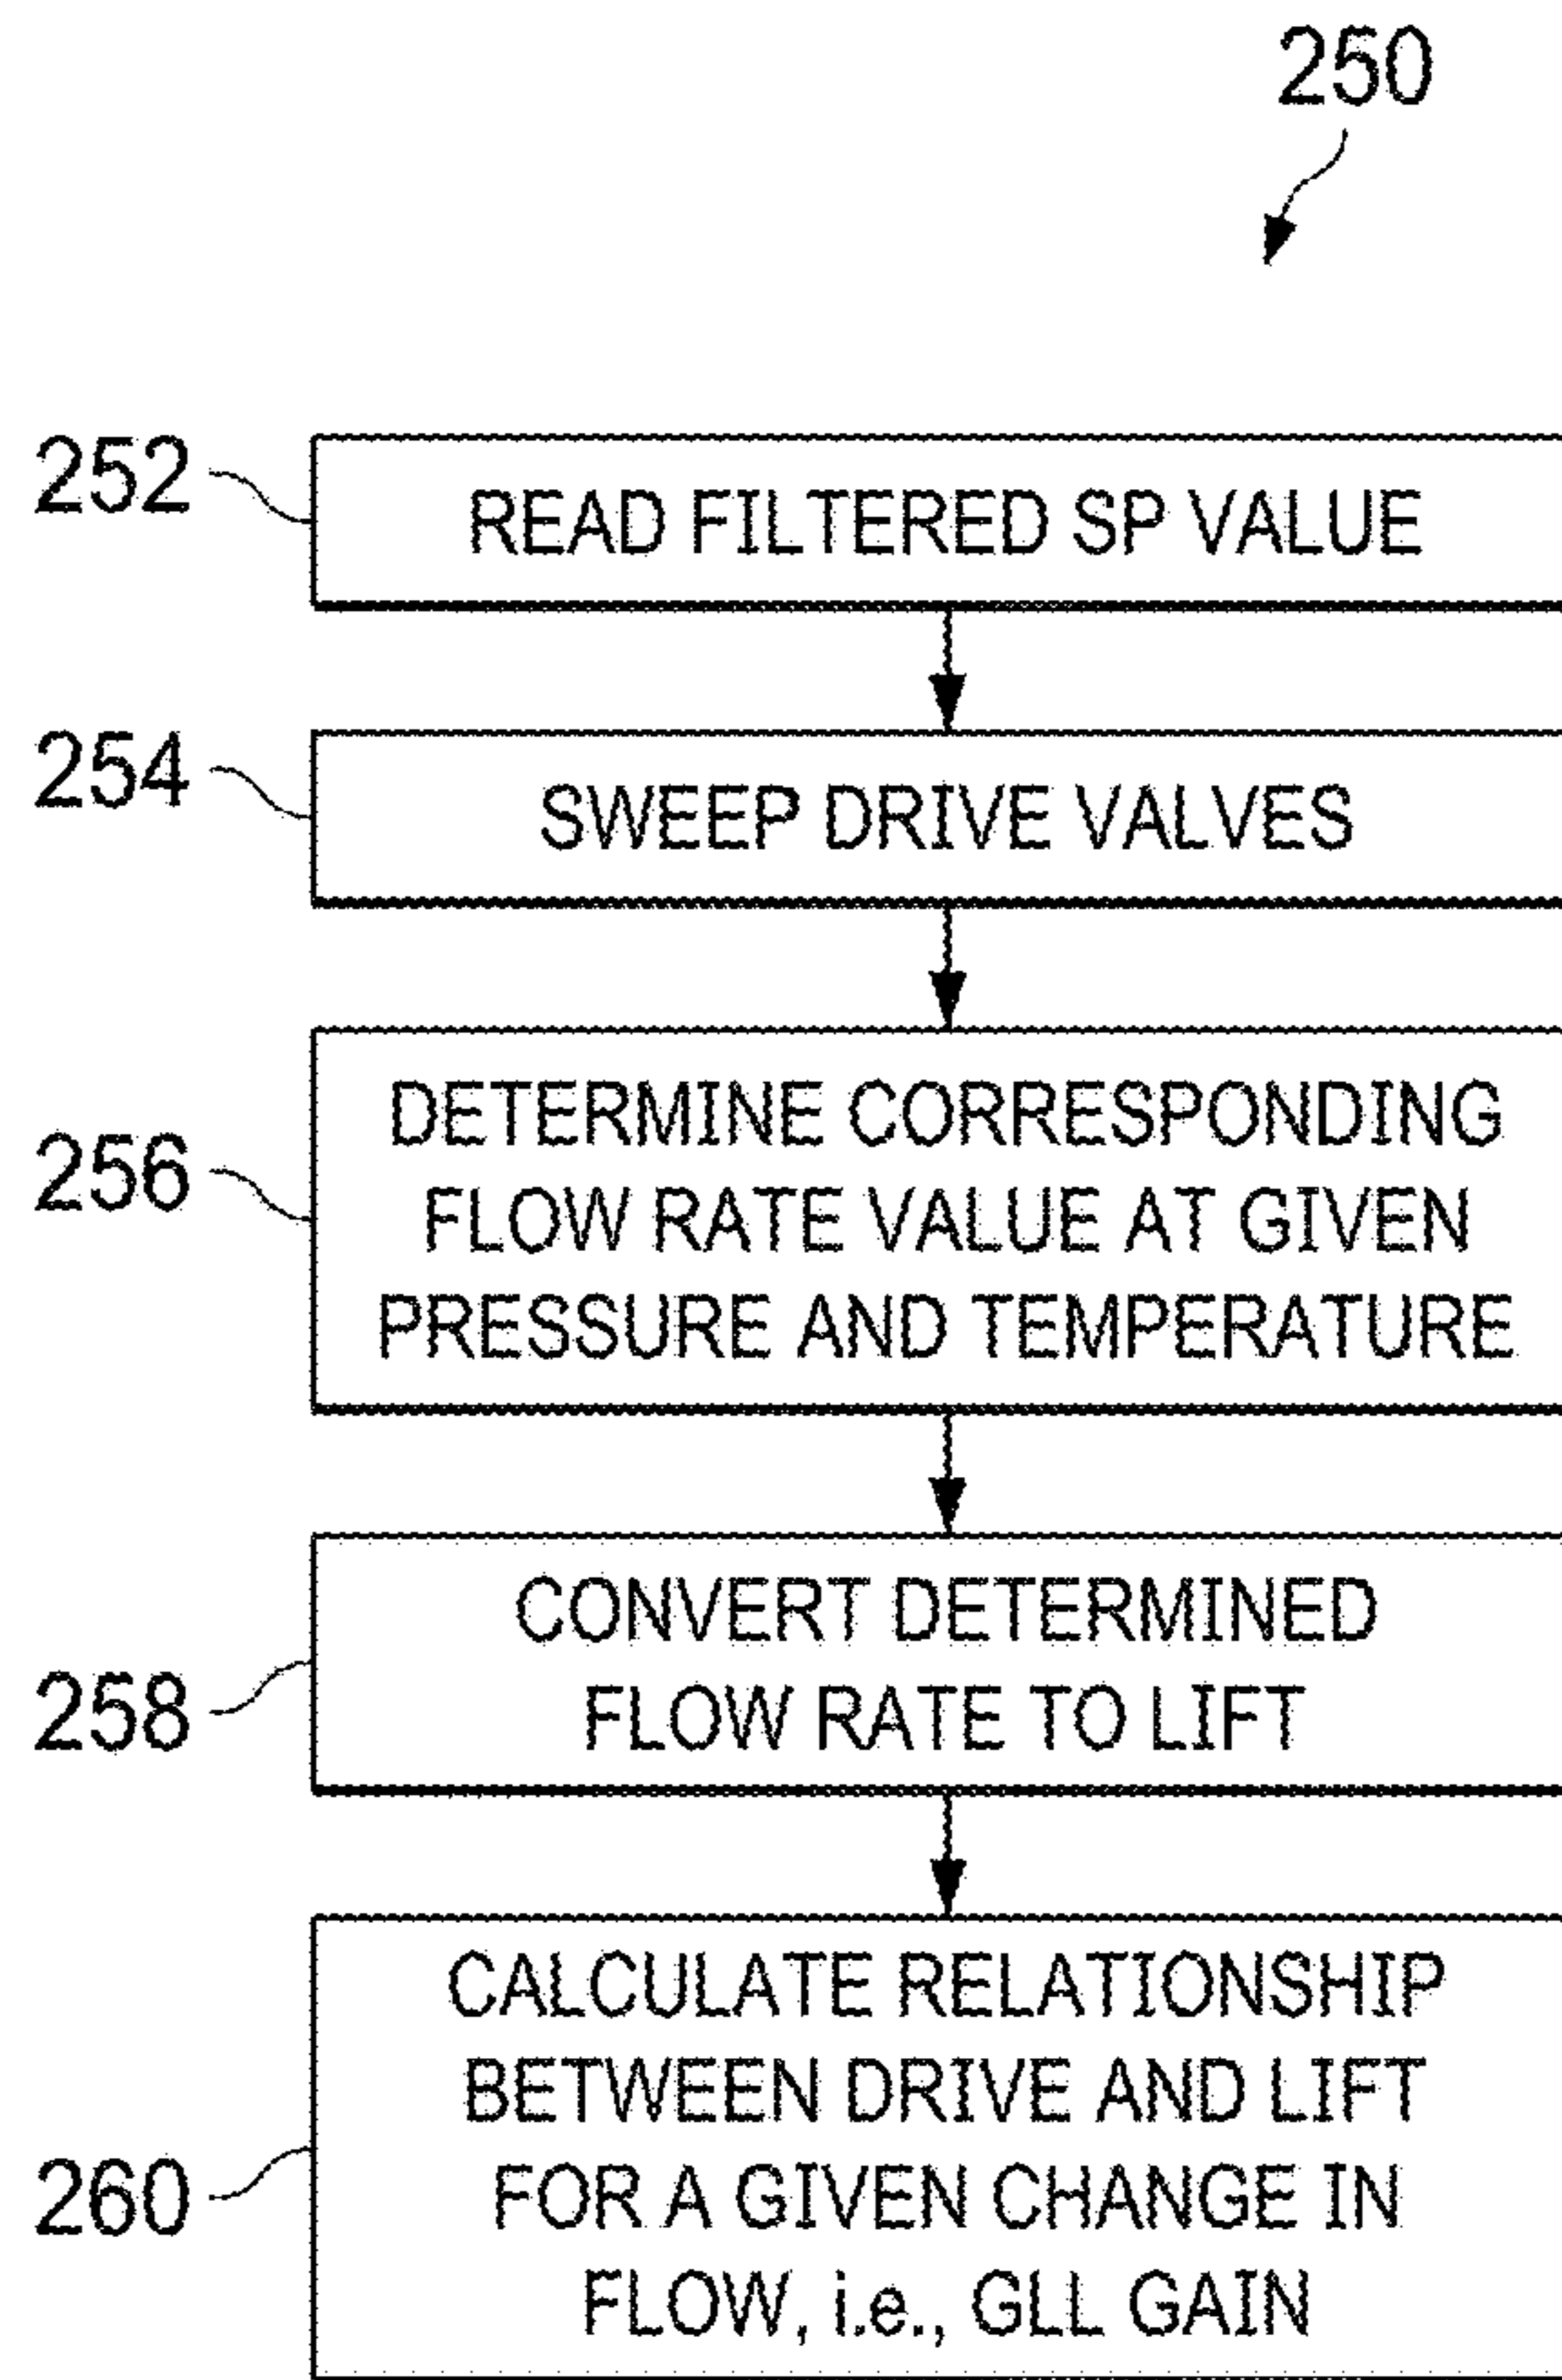 250
252
READ FILTERED SP VALUE
254
SWEEP DRIVE VALVES
256
DETERMINE CORRESPONDING
FLOW RATE VALUE AT GIVEN
PRESSURE AND TEMPERATURE
258
CONVERT DETERMINED
FLOW RATE TO LIFT
260
CALCULATE RELATIONSHIP
BETWEEN DRIVE AND LIFT
FOR A GIVEN CHANGE IN
FLOW, i.e., GLL GAIN